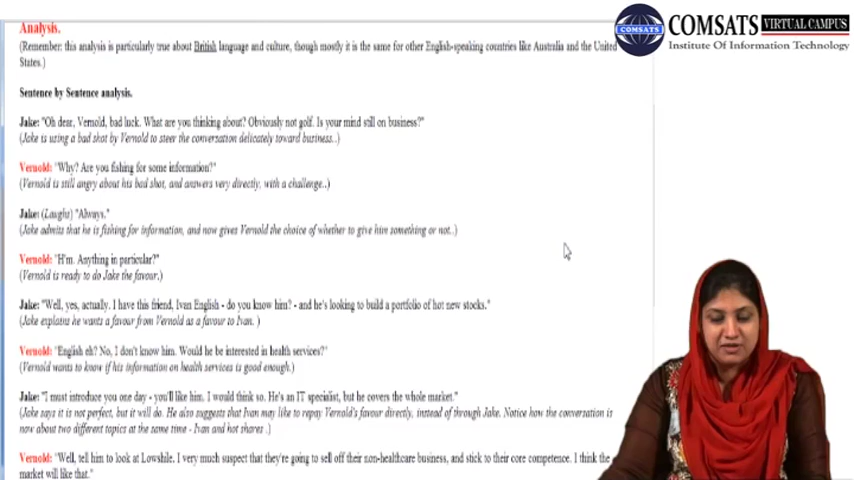 Analysis.
(Remember: this analysis is particularly true about British language and culture, though mostly it is the same for other English-speaking countries like Australia and the United
States.)
Sentence by Sentence analysis.
Jake: "Oh dear, Vernold, bad luck. What are you thinking about? Obviously not golf. Is your mind still on business?"
(Jake is using a bad shot by Vernold to steer the conversation delicately toward business..)
Vernold: "Why? Are you fishing for some information?"
(Vernold is still angry about his bad shot, and answers very directly, with a challenge..)
Jake: (Laughs) "Always."
(Jake admits that he is fishing for information, and now gives Vernold the choice of whether to give him something or not..)
Vernold: "H'm. Anything in particular?"
(Vernold is ready to do Jake the favour.)
Jake: "Well, yes, actually. I have this friend, Ivan English - do you know him? - and he's looking to build a portfolio of hot new stocks."
(Jake explains he wants a favour from Vernold as a favour to Ivan. )
Vernold: "English eh? No, I don't know him. Would he be interested in health services?"
(Vernold wants to know if his information on health services is good enough.)
Jake: "I must introduce you one day - you'll like him. I would think so. He's an IT specialist, but he covers the whole market."
(Jake says it is not perfect, but it will do. He also suggests that Ivan may like to repay Vernold's favour directly, instead of through Jake. Notice how the conversation is
now about two different topics at the same time - Ivan and hot shares .)
Vernold: "Well, tell him to look at Lowshile. I very much suspect that they're going to sell off their non-healthcare business, and stick to their core competence. I think the
market will like that."
COMSATS
COMSATS VIRTUAL CAMPUS
Institute Of Information Technology